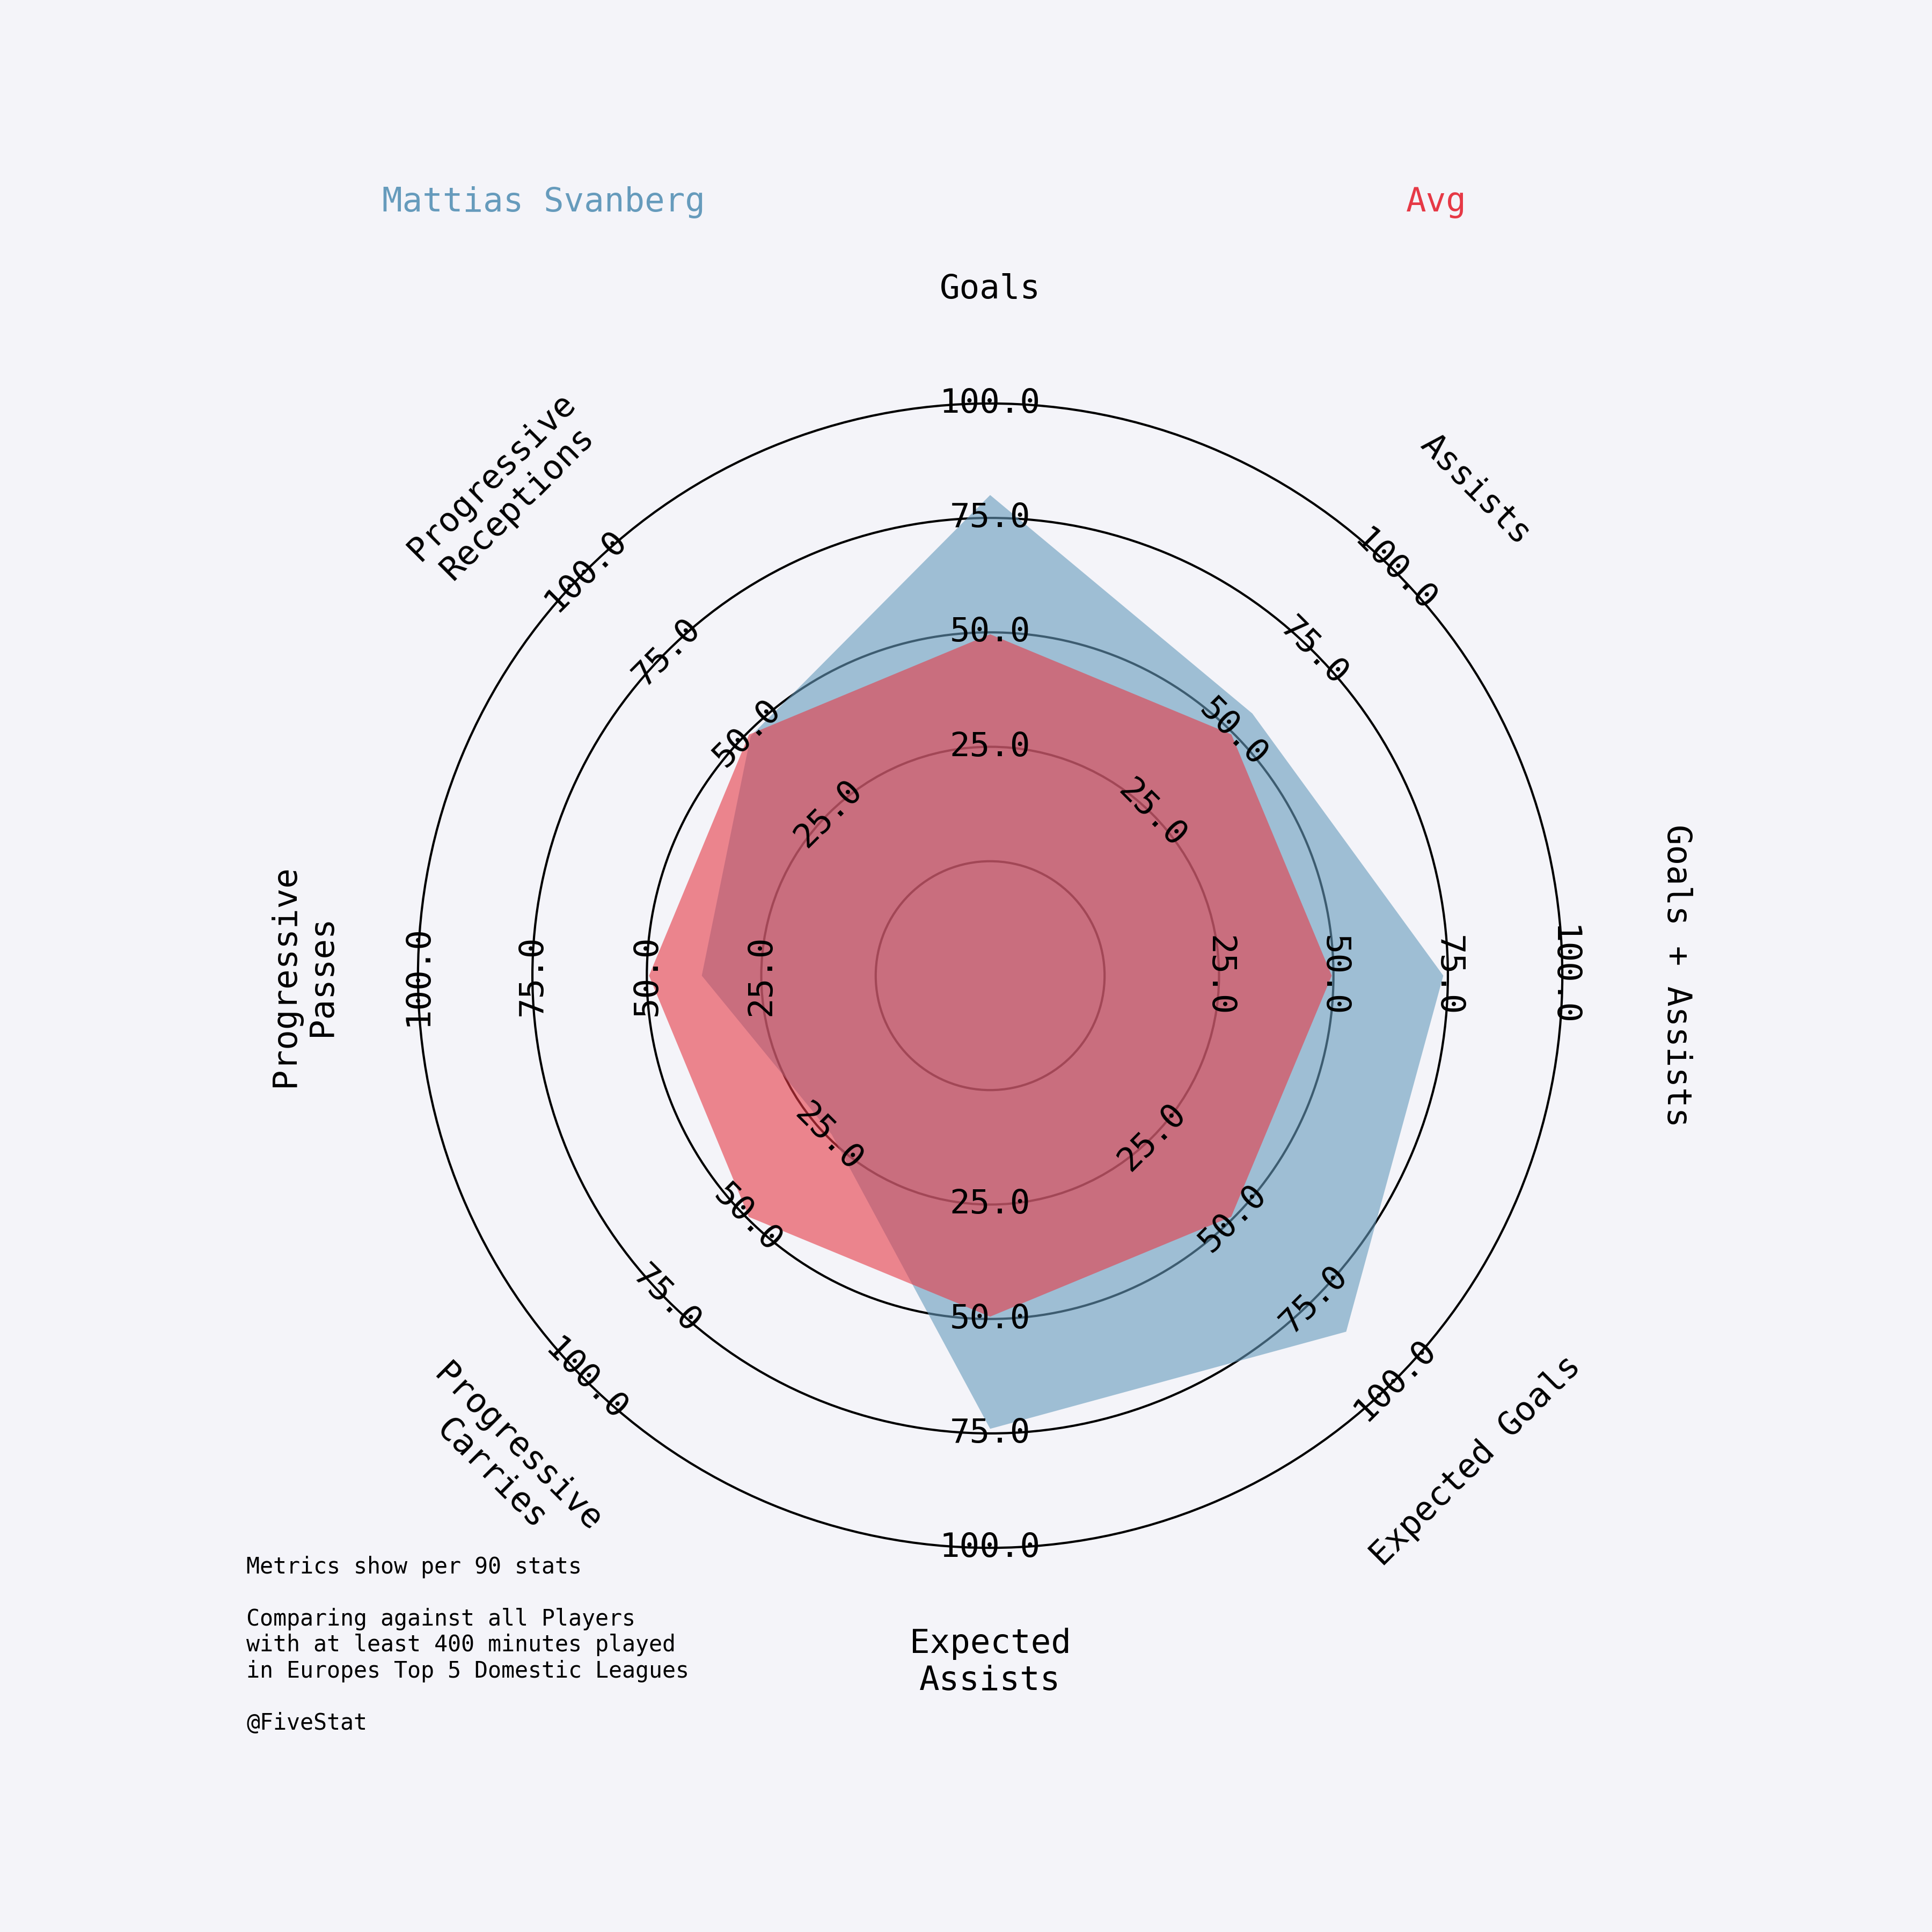 Mattias Svanberg
Avg
Goals
Assists
Goals + Assists
Expected Goals
Expected
Assists
Progressive
Carries
Progressive
Passes
Progressive
Receptions
25.0
50.0
75.0
100.0
25.0
50.0
75.0
100.0
25.0
50.0
75.0
100.0
25.0
50.0
75.0
100.0
25.0
50.0
75.0
100.0
25.0
50.0
75.0
100.0
25.0
50.0
75.0
100.0
25.0
50.0
75.0
100.0
Metrics show per 90 stats
Comparing against all Players
with at least 400 minutes played
in Europes Top 5 Domestic Leagues
@FiveStat